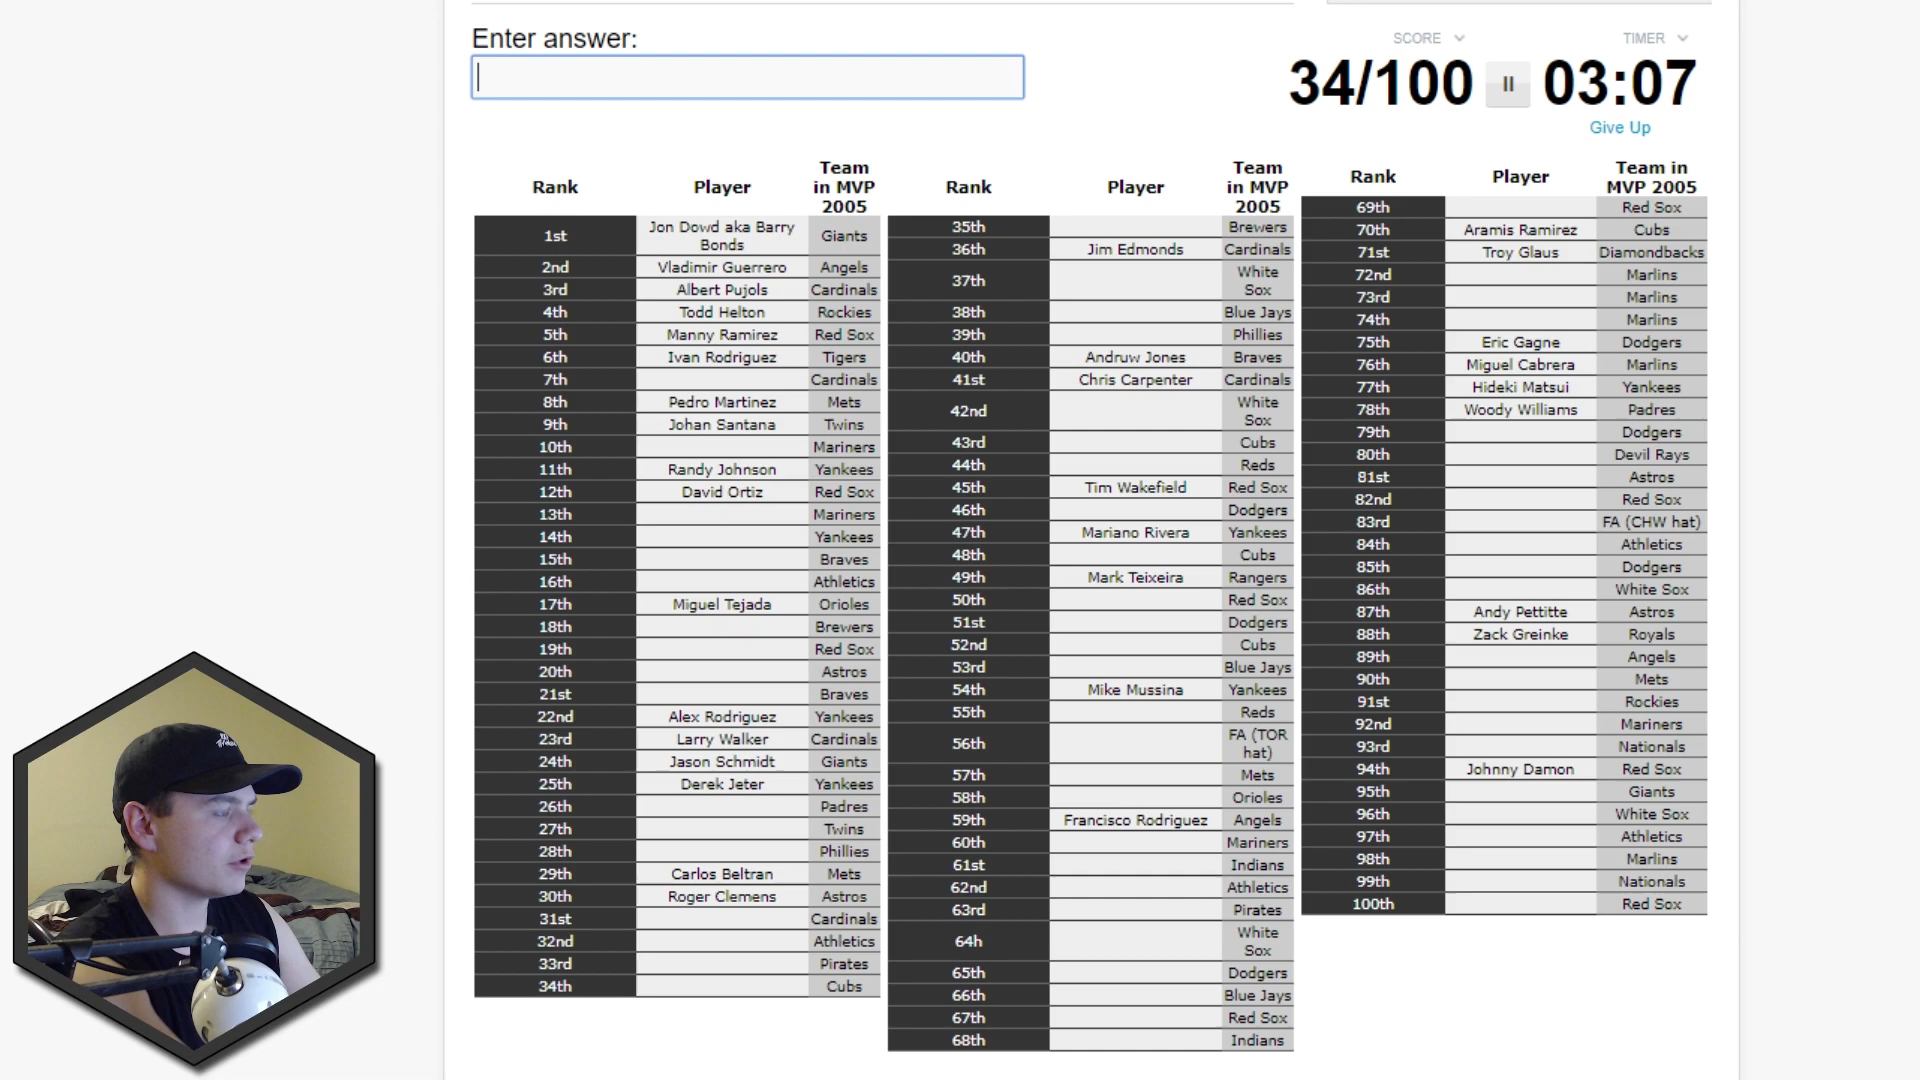 Enter answer:
SCORE
TIMER
34/100
03:07
Give Up
Rank Player Team in MVP 2005
1st Jon Dowd aka Barry Bonds Giants
2nd Vladimir Guerrero Angels
3rd Albert Pujols Cardinals
4th Todd Helton Rockies
5th Manny Ramirez Red Sox
6th Ivan Rodriguez Tigers
7th Cardinals
8th Pedro Martinez Mets
9th Johan Santana Twins
10th Mariners
11th Randy Johnson Yankees
12th David Ortiz Red Sox
13th Mariners
14th Yankees
15th Braves
16th Athletics
17th Miguel Tejada Orioles
18th Brewers
19th Red Sox
20th Astros
21st Braves
22nd Alex Rodriguez Yankees
23rd Larry Walker Cardinals
24th Jason Schmidt Giants
25th Derek Jeter Yankees
26th Padres
27th Twins
28th Phillies
29th Carlos Beltran Mets
30th Roger Clemens Astros
31st Cardinals
32nd Athletics
33rd Pirates
34th Cubs
Rank Player Team in MVP 2005
35th Brewers
36th Jim Edmonds Cardinals
37th White Sox
38th Blue Jays
39th Phillies
40th Andruw Jones Braves
41st Chris Carpenter Cardinals
42nd White Sox
43rd Cubs
44th Reds
45th Tim Wakefield Red Sox
46th Dodgers
47th Mariano Rivera Yankees
48th Cubs
49th Mark Teixeira Rangers
50th Red Sox
51st Dodgers
52nd Cubs
53rd Blue Jays
54th Mike Mussina Yankees
55th Reds
56th FA (TOR hat)
57th Mets
58th Orioles
59th Francisco Rodriguez Angels
60th Mariners
61st Indians
62nd Athletics
63rd Pirates
64h White Sox
65th Dodgers
66th Blue Jays
67th Red Sox
68th Indians
Rank Player Team in MVP 2005
69th Red Sox
70th Aramis Ramirez Cubs
71st Troy Glaus Diamondbacks
72nd Marlins
73rd Marlins
74th Marlins
75th Eric Gagne Dodgers
76th Miguel Cabrera Marlins
77th Hideki Matsui Yankees
78th Woody Williams Padres
79th Dodgers
80th Devil Rays
81st Astros
82nd Red Sox
83rd FA (CHW hat)
84th Athletics
85th Dodgers
86th White Sox
87th Andy Pettitte Astros
88th Zack Greinke Royals
89th Angels
90th Mets
91st Rockies
92nd Mariners
93rd Nationals
94th Johnny Damon Red Sox
95th Giants
96th White Sox
97th Athletics
98th Marlins
99th Nationals
100th Red Sox